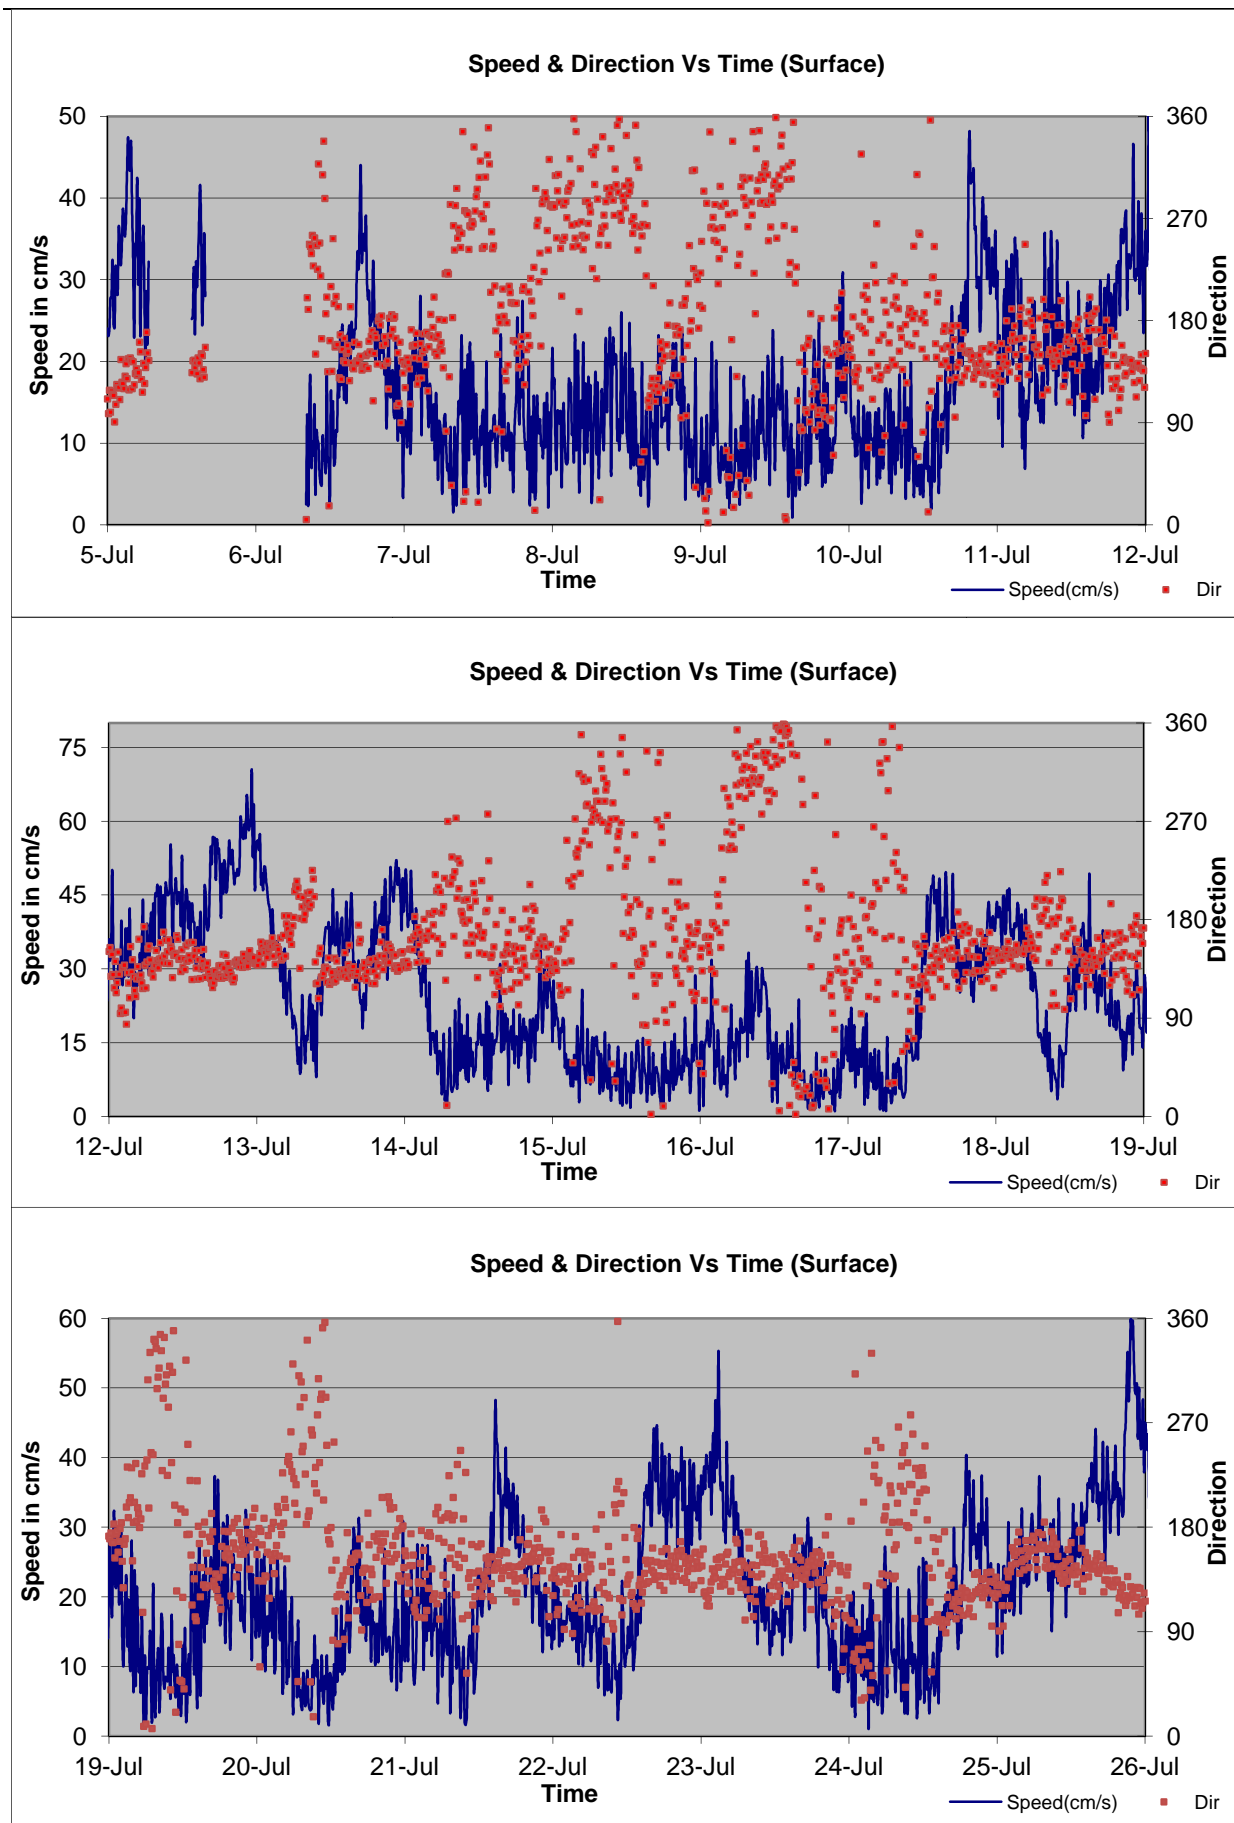 Speed & Direction Vs Time (Surface)
50
40
30
20
10
0
Speed in cm/s
360
270
180
90
0
Direction
5-Jul 6-Jul 7-Jul 8-Jul 9-Jul 10-Jul 11-Jul 12-Jul
Time
Speed(cm/s) Dir
Speed & Direction Vs Time (Surface)
75
60
45
30
15
0
Speed in cm/s
360
270
180
90
0
Direction
12-Jul 13-Jul 14-Jul 15-Jul 16-Jul 17-Jul 18-Jul 19-Jul
Time
Speed(cm/s) Dir
Speed & Direction Vs Time (Surface)
60
50
40
30
20
10
0
Speed in cm/s
360
270
180
90
0
Direction
19-Jul 20-Jul 21-Jul 22-Jul 23-Jul 24-Jul 25-Jul 26-Jul
Time
Speed(cm/s) Dir